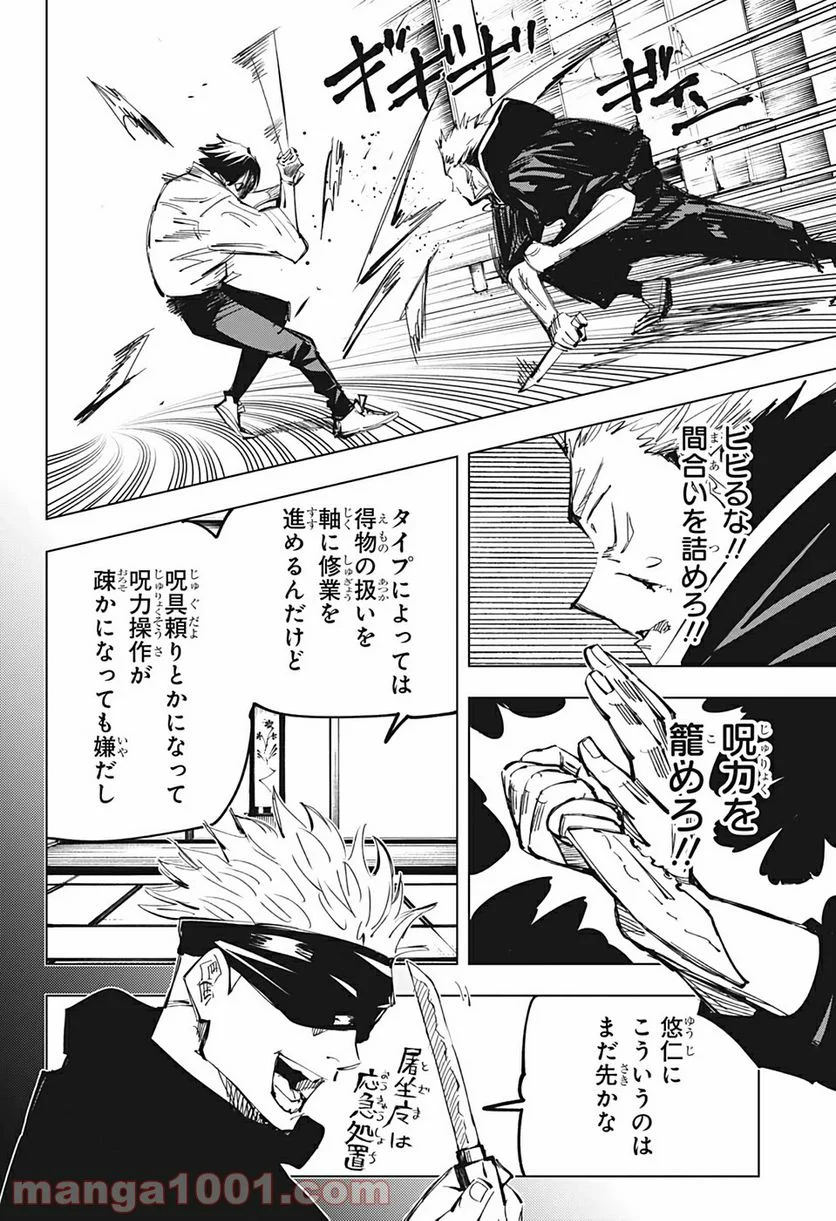 ギギギギ
ギュー
ビビるな!!
間合いを詰めろ!!
呪力を
籠めろ!!
タイプによっては
得物の扱いを
軸に修業を
進めるんだけど
呪具頼りとかになって
呪力操作が
疎かになっても嫌だし
悠仁に
こういうのは
まだ先かな
屠坐魔は
応急処置
manga1001.com